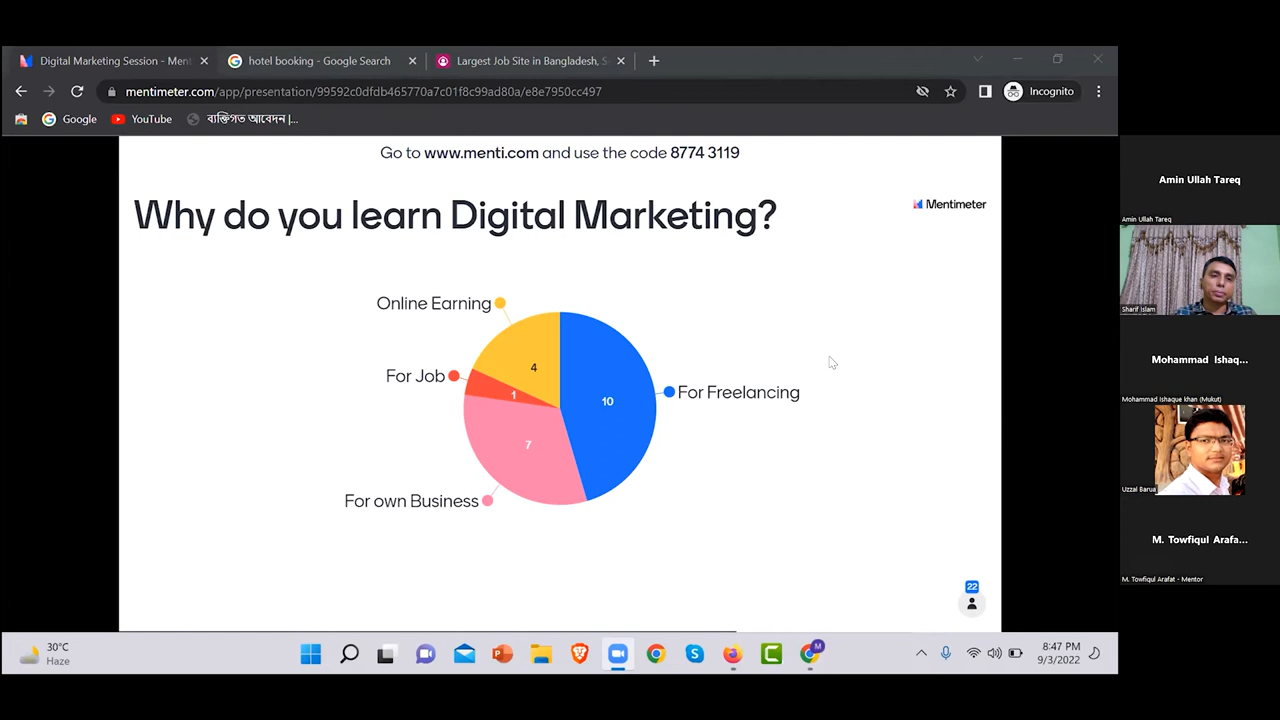 Digital Marketing Session - Ment
hotel booking - Google Search
Largest Job Site in Bangladesh, S
mentimeter.com/app/presentation/99592c0dfdb465770a7c01f8c99ad80a/e8e7950cc497
Incognito
Google
YouTube
ব্যক্তিগত আবেদন |...
Go to www.menti.com and use the code 8774 3119
Why do you learn Digital Marketing?
Mentimeter
Online Earning
4
For Job
1
10
For Freelancing
7
For own Business
22
Amin Ullah Tareq
Amin Ullah Tareq
Sharif Islam
Mohammad Ishaq...
Mohammad Ishaque khan (Mukut)
Uzzal Barua
M. Towfiqul Arafa...
M. Towfiqul Arafat - Mentor
30°C
Haze
M
8:47 PM
9/3/2022